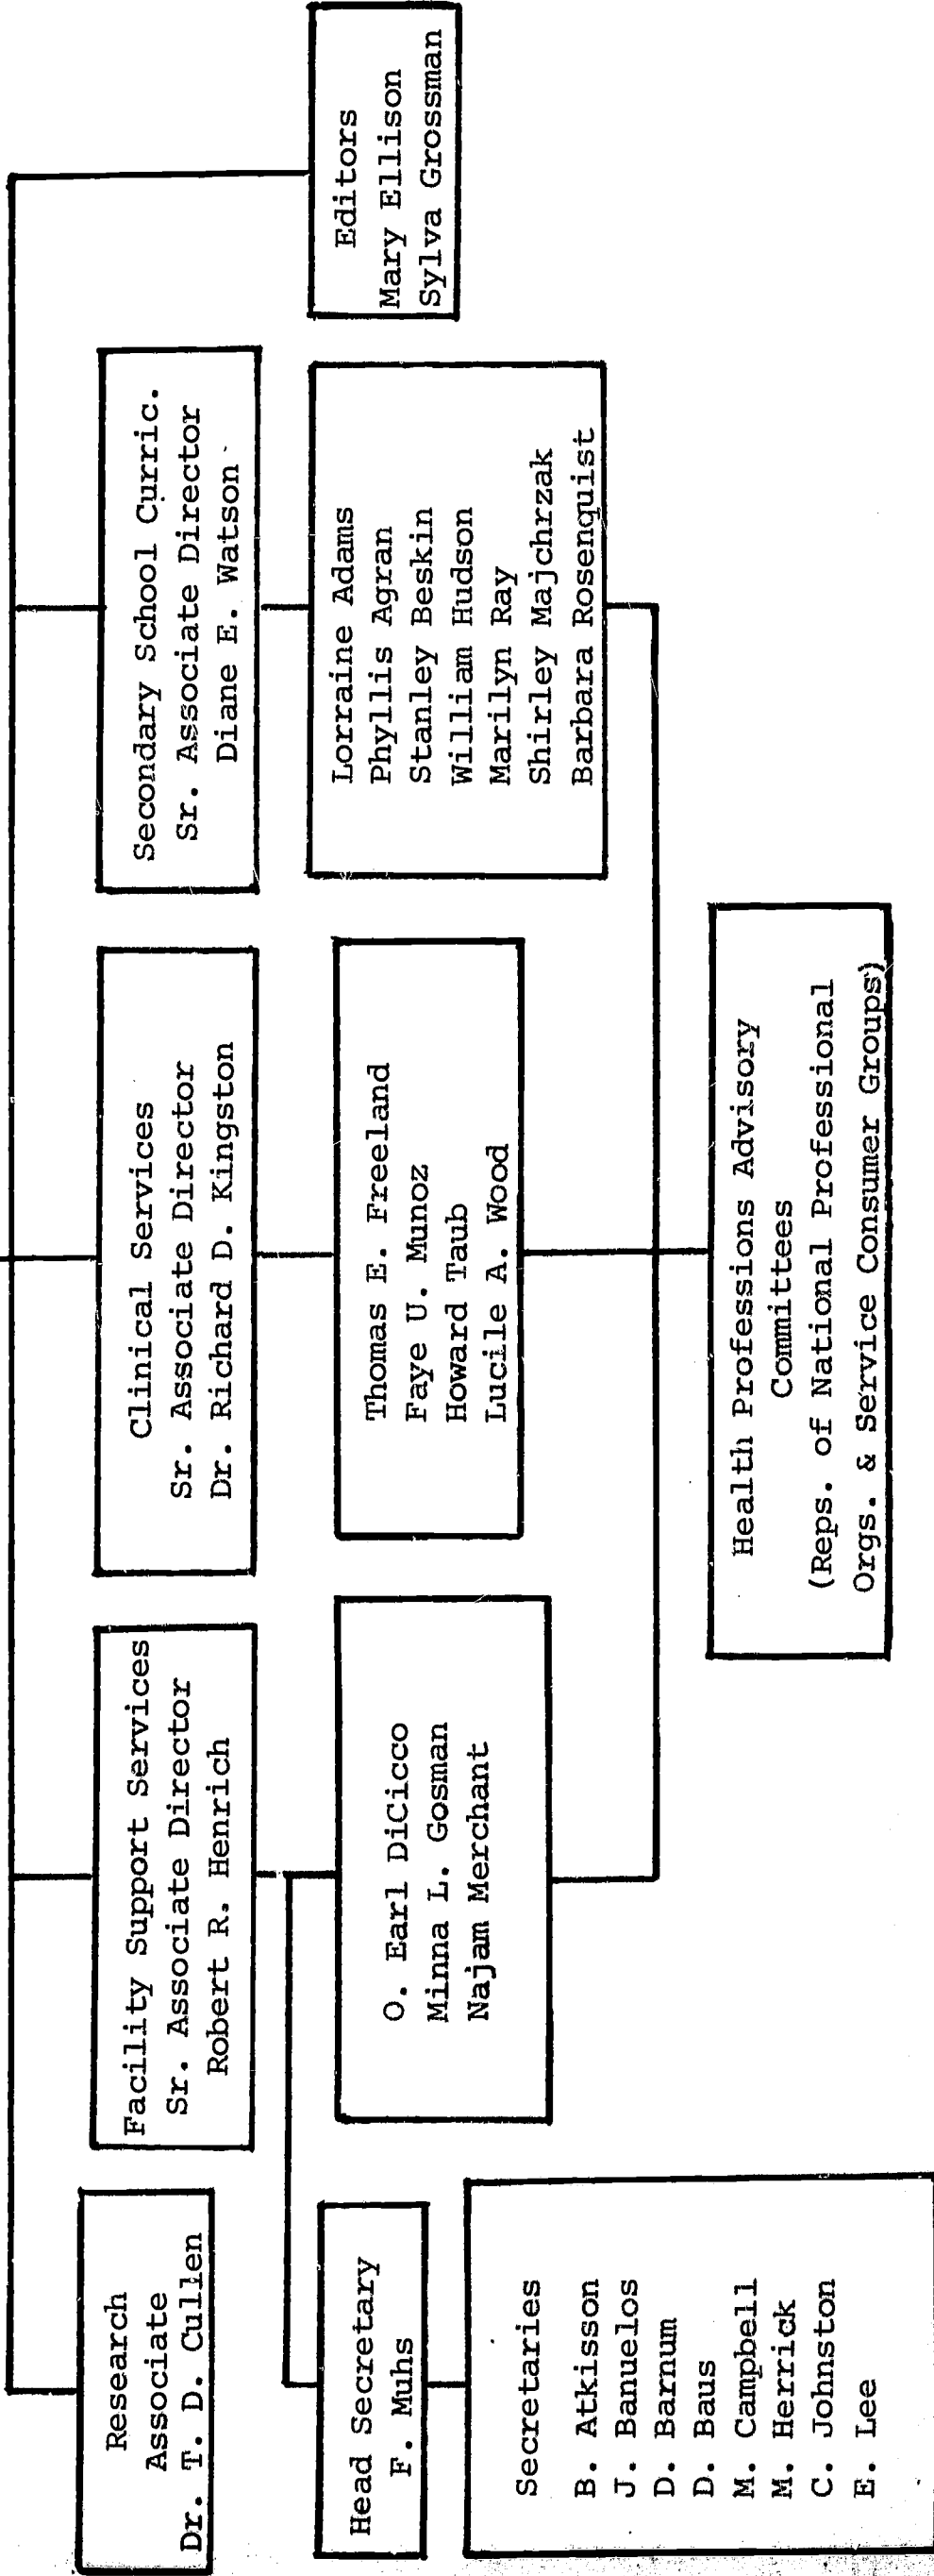 Research
Associate
Dr. T. D. Cullen
Facility Support Services
Sr. Associate Director
Robert R. Henrich
Clinical Services
Sr. Associate Director
Dr. Richard D. Kingston
Secondary School Curric.
Sr. Associate Director
Diane E. Watson
Editors
Mary Ellison
Sylva Grossman
Head Secretary
F. Muhs
O. Earl DiCicco
Minna L. Gosman
Najam Merchant
Thomas E. Freeland
Faye U. Munoz
Howard Taub
Lucile A. Wood
Lorraine Adams
Phyllis Agran
Stanley Beskin
William Hudson
Marilyn Ray
Shirley Majchrzak
Barbara Rosenquist
Secretaries
B. Atkisson
J. Banuelos
D. Barnum
D. Baus
M. Campbell
M. Herrick
C. Johnston
E. Lee
Health Professions Advisory
Committees
(Reps. of National Professional
Orgs. & Service Consumer Groups)